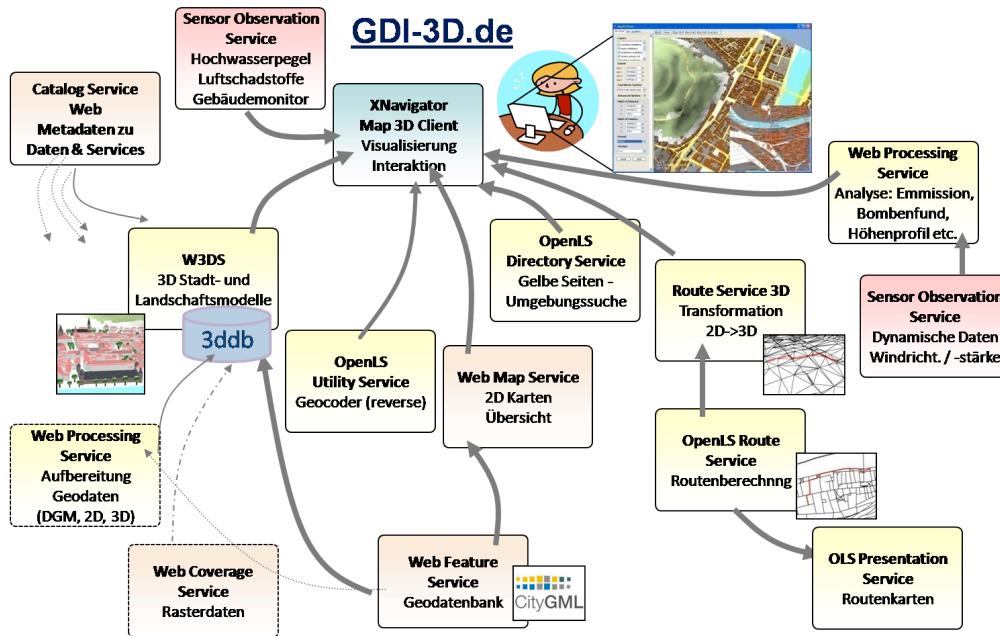 GDI-3D.de
Sensor Observation
Service
Hochwasserpegel
Luftschadstoffe
Gebäudemonitor
Catalog Service
Web
Metadaten zu
Daten & Services
XNavigator
Map 3D Client
Visualisierung
Interaktion
Web Processing
Service
Analyse: Emmission,
Bombenfund,
Höhenprofil etc.
W3DS
3D Stadt- und
Landschaftsmodelle
3ddb
OpenLS
Directory Service
Gelbe Seiten -
Umgebungssuche
Route Service 3D
Transformation
2D->3D
Sensor Observation
Service
Dynamische Daten
Windricht. / -stärke
OpenLS
Utility Service
Geocoder (reverse)
Web Map Service
2D Karten
Übersicht
Web Processing
Service
Aufbereitung
Geodaten
(DGM, 2D, 3D)
OpenLS Route
Service
Routenberechnng
Web Coverage
Service
Rasterdaten
Web Feature
Service
Geodatenbank
CityGML
OLS Presentation
Service
Routenkarten